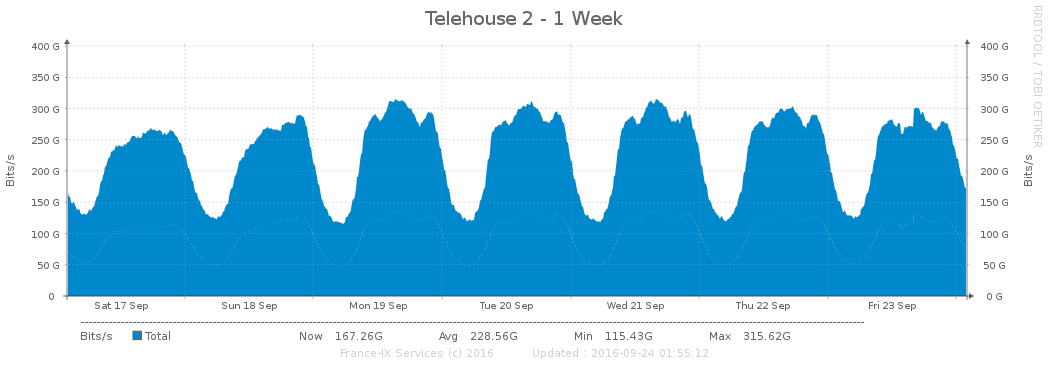 Telehouse 2 - 1 Week
RRDTOOL / TOBI OETIKER
Bits/s
400 G
350 G
300 G
250 G
200 G
150 G
100 G
50 G
0
400 G
350 G
300 G
250 G
200 G
150 G
100 G
50 G
0 G
Bits/s
Sat 17 Sep Sun 18 Sep Mon 19 Sep Tue 20 Sep Wed 21 Sep Thu 22 Sep Fri 23 Sep
Bits/s Total Now 167.26G Avg 228.56G Min 115.43G Max 315.62G
France-IX Services (c) 2016 Updated : 2016-09-24 01:55:12